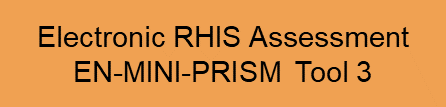 Electronic RHIS Assessment
EN-MINI-PRISM Tool 3